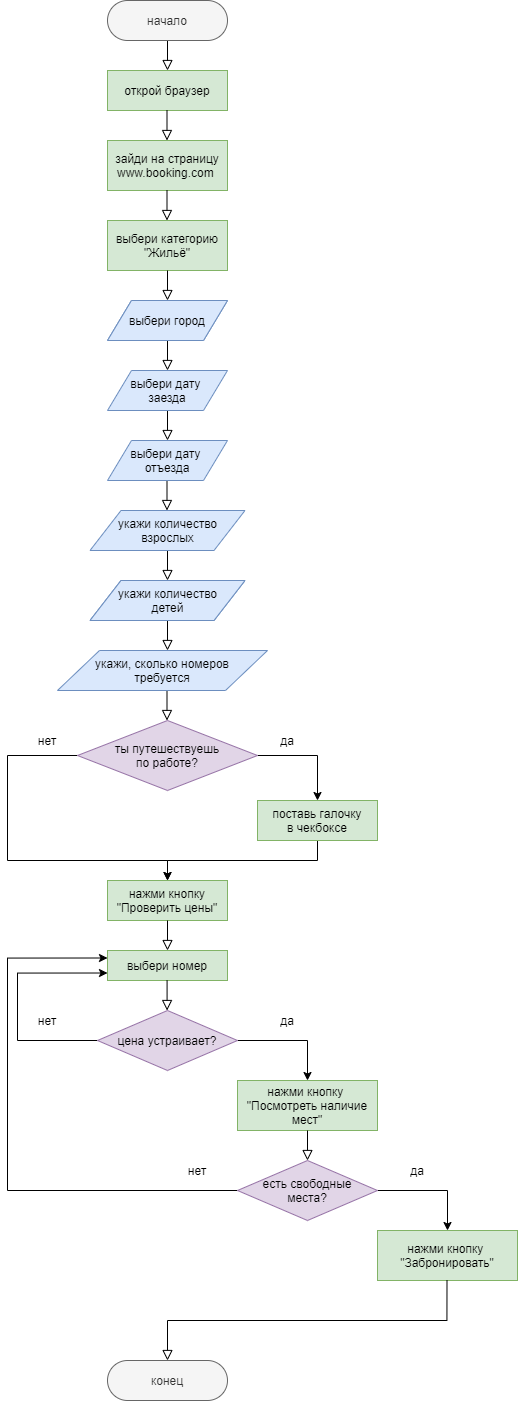 начало
открой браузер
зайди на страницу
www.booking.com
выбери категорию
"Жильё"
выбери город
выбери дату
заезда
выбери дату
отъезда
укажи количество
взрослых
укажи количество
детей
укажи, сколько номеров
требуется
нет
ты путешествуешь
по работе?
да
поставь галочку
в чекбоксе
нажми кнопку
"Проверить цены"
выбери номер
нет
цена устраивает?
да
нажми кнопку
"Посмотреть наличие
мест"
нет
есть свободные
места?
да
нажми кнопку
"Забронировать"
конец